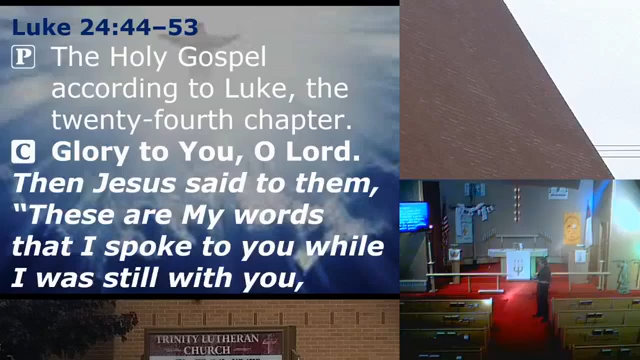 Luke 24:44–53
P The Holy Gospel
according to Luke, the
twenty-fourth chapter.
C Glory to You, O Lord.
Then Jesus said to them,
“These are My words
that I spoke to you while
I was still with you,
TRINITY LUTHERAN
CHURCH